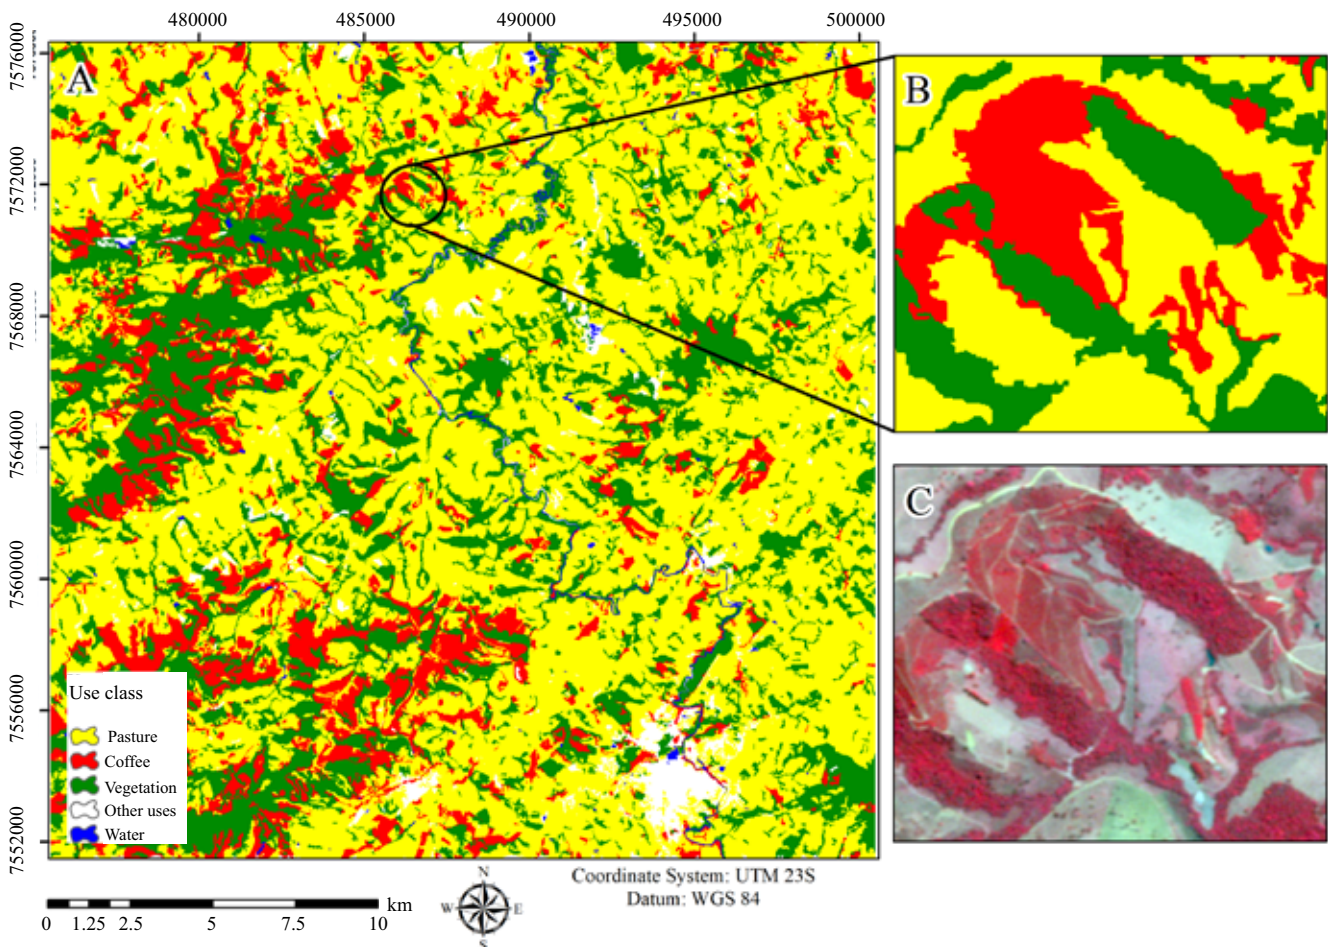 480000 485000 490000 495000 500000
7576000
7572000
7568000
7564000
7560000
7556000
7552000
A
B
C
Use class
Pasture
Coffee
Vegetation
Other uses
Water
0 1.25 2.5 5 7.5 10 km
N
W E
S
Coordinate System: UTM 23S
Datum: WGS 84